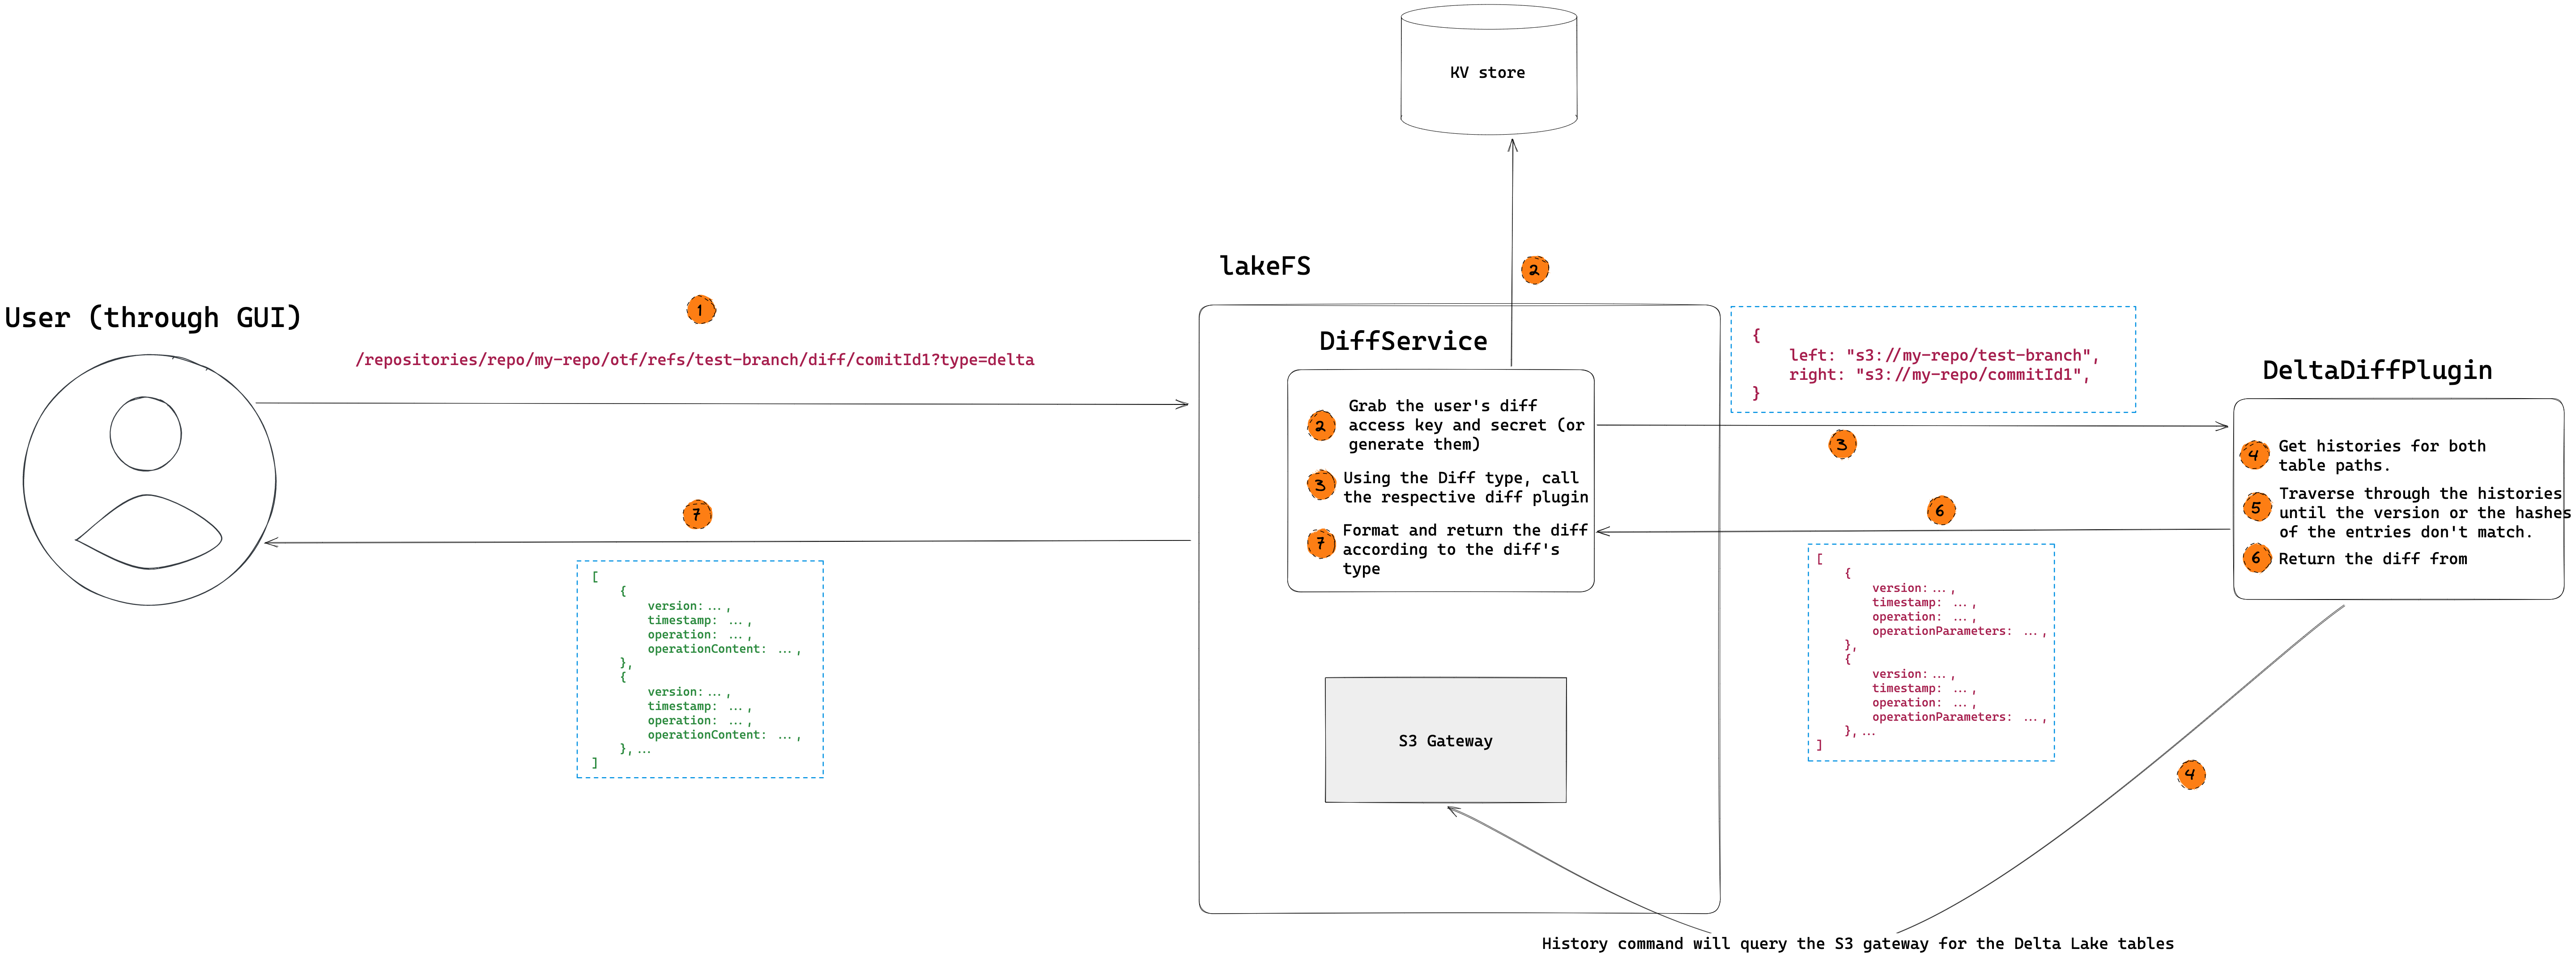 KV store
2
lakeFS
User (through GUI)
1
/repositories/repo/my-repo/otf/refs/test-branch/diff/comitId1?type=delta
7
[
{
version: ... ,
timestamp: ... ,
operation: ... ,
operationContent: ... ,
},
{
version: ... ,
timestamp: ... ,
operation: ... ,
operationContent: ... ,
}, ...
]
DiffService
2
Grab the user's diff
access key and secret (or
generate them)
3
Using the Diff type, call
the respective diff plugin
7
Format and return the diff
according to the diff's
type
S3 Gateway
{
left: "s3://my-repo/test-branch",
right: "s3://my-repo/commitId1",
}
3
6
[
{
version: ... ,
timestamp: ... ,
operation: ... ,
operationParameters: ... ,
},
{
version: ... ,
timestamp: ... ,
operation: ... ,
operationParameters: ... ,
}, ...
]
DeltaDiffPlugin
4
Get histories for both
table paths.
5
Traverse through the histories
until the version or the hashes
of the entries don't match.
6
Return the diff from
4
History command will query the S3 gateway for the Delta Lake tables